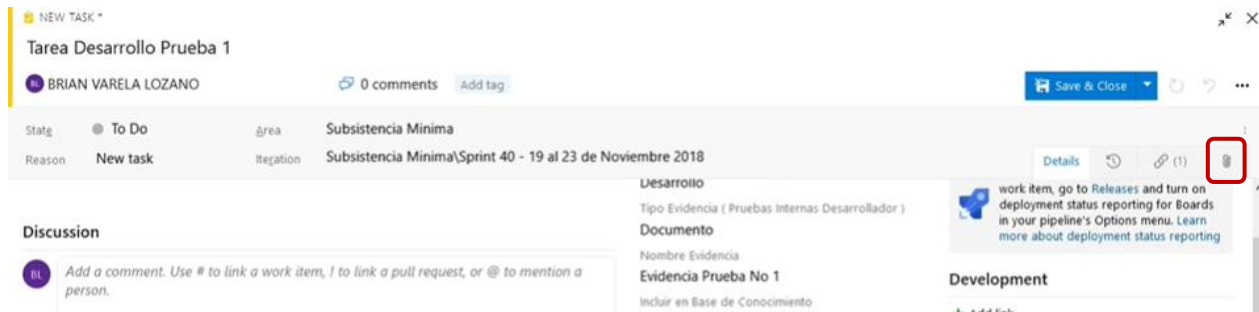 NEW TASK *
Tarea Desarrollo Prueba 1
BL BRIAN VARELA LOZANO 0 comments Add tag Save & Close
State To Do Area Subsistencia Minima
Reason New task Iteration Subsistencia Minima\Sprint 40 - 19 al 23 de Noviembre 2018
Details (1)
Discussion
BL Add a comment. Use # to link a work item, ! to link a pull request, or @ to mention a
person.
Desarrollo
Tipo Evidencia ( Pruebas Internas Desarrollador )
Documento
Nombre Evidencia
Evidencia Prueba No 1
Incluir en Base de Conocimiento
work item, go to Releases and turn on
deployment status reporting for Boards
in your pipeline's Options menu. Learn
more about deployment status reporting
Development
Add link